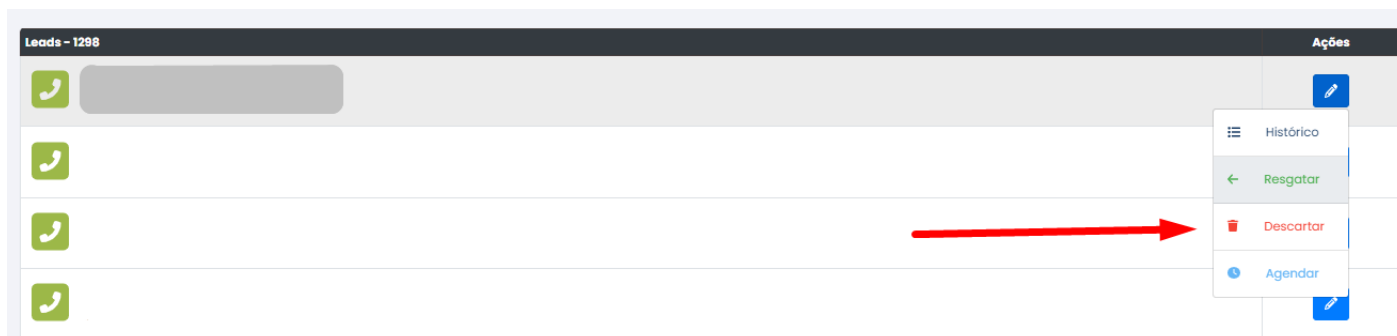 Leads - 1298
Ações
Histórico
Resgatar
Descartar
Agendar